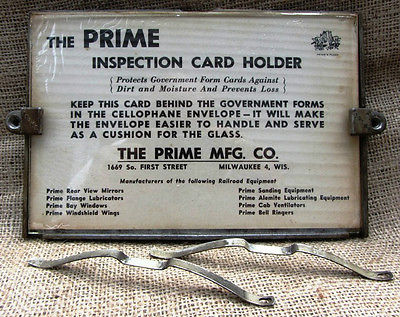 THE PRIME
INSPECTION CARD HOLDER
Protects Government Form Cards Against
Dirt and Moisture And Prevents Loss
KEEP THIS CARD BEHIND THE GOVERNMENT FORMS
IN THE CELLOPHANE ENVELOPE—IT WILL MAKE
THE ENVELOPE EASIER TO HANDLE AND SERVE
AS A CUSHION FOR THE GLASS.
THE PRIME MFG. CO.
1669 So. FIRST STREET MILWAUKEE 4, WIS.
Manufacturers of the following Railroad Equipment
Prime Rear View Mirrors Prime Sanding Equipment
Prime Flange Lubricators Prime Alemite Lubricating Equipment
Prime Bay Windows Prime Cab Ventilators
Prime Windshield Wings Prime Bell Ringers